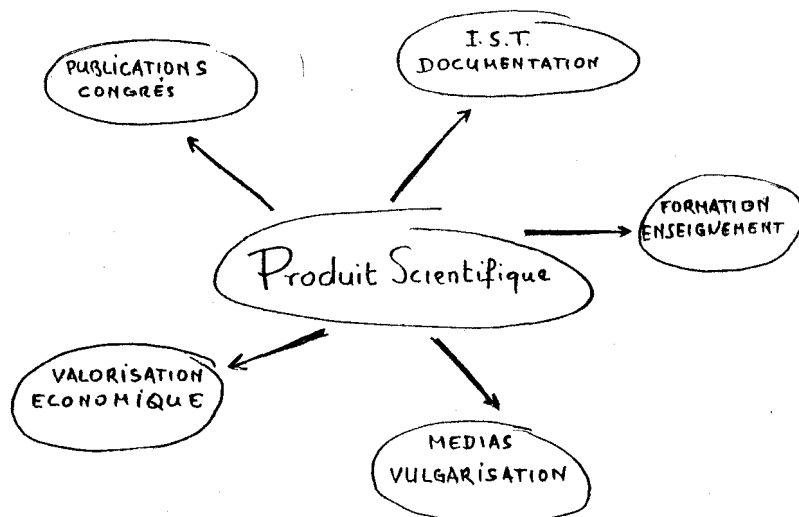 PUBLICATIONS
CONGRÉS
I.S.T.
DOCUMENTATION
FORMATION
ENSEIGNEMENT
Produit Scientifique
VALORISATION
ECONOMIQUE
MEDIAS
VULGARISATION